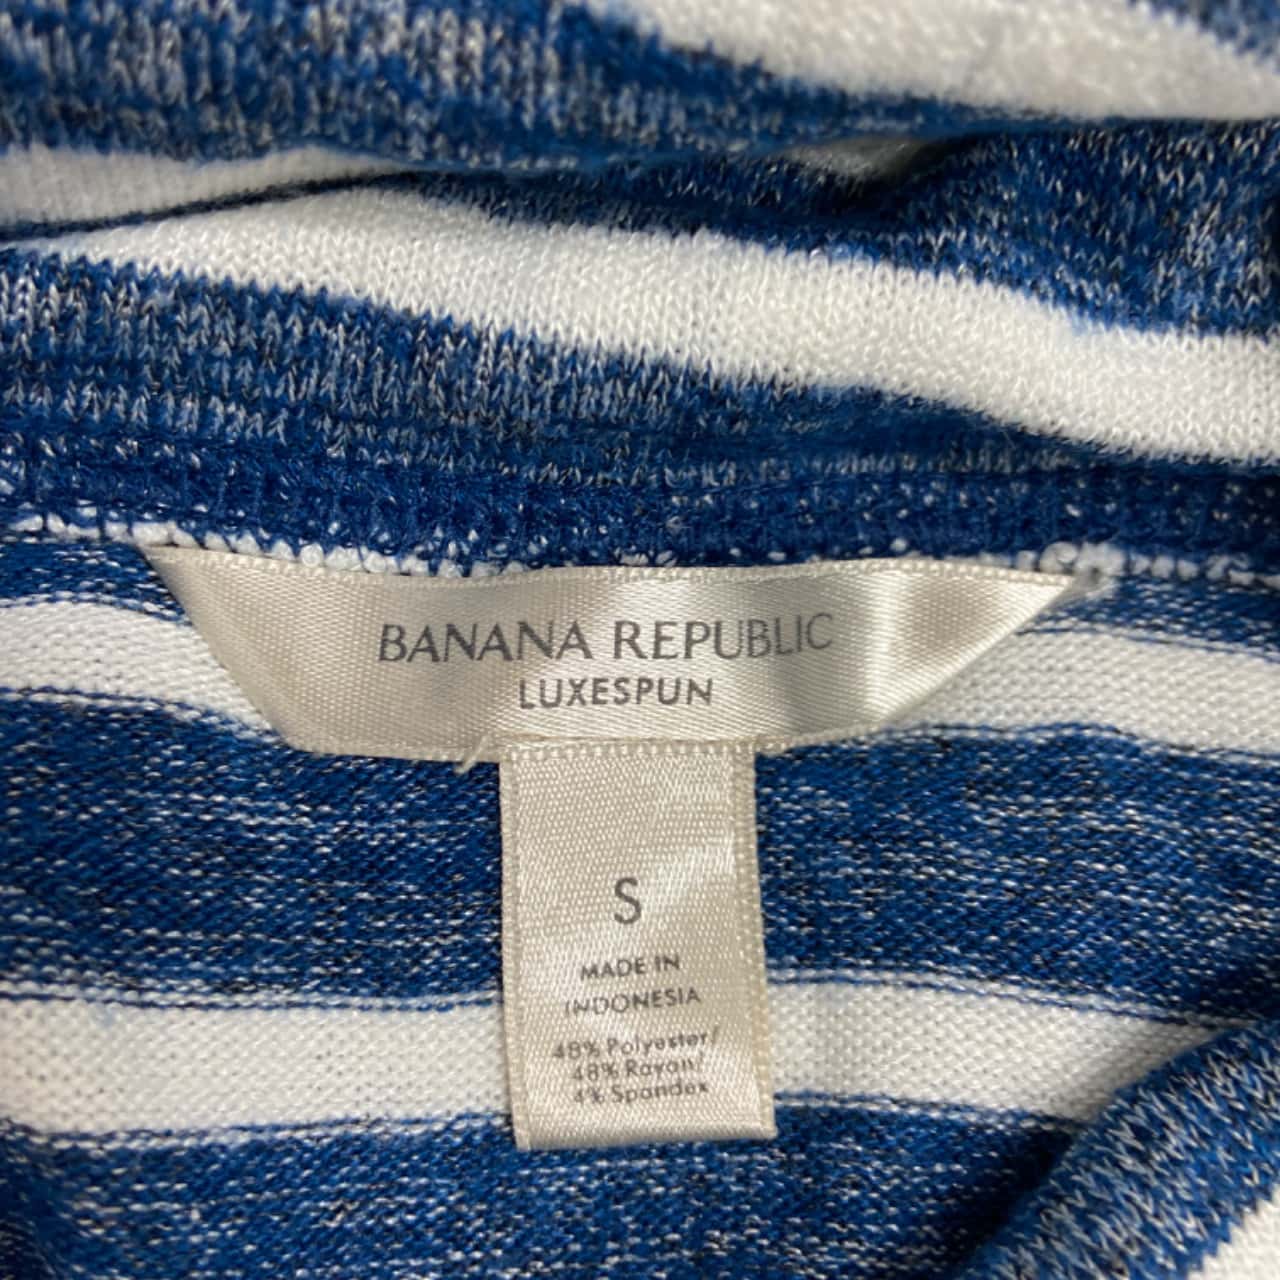 BANANA REPUBLIC
LUXESPUN
S
MADE IN
INDONESIA
48% Polyester/
48% Rayon/
4% Spandex